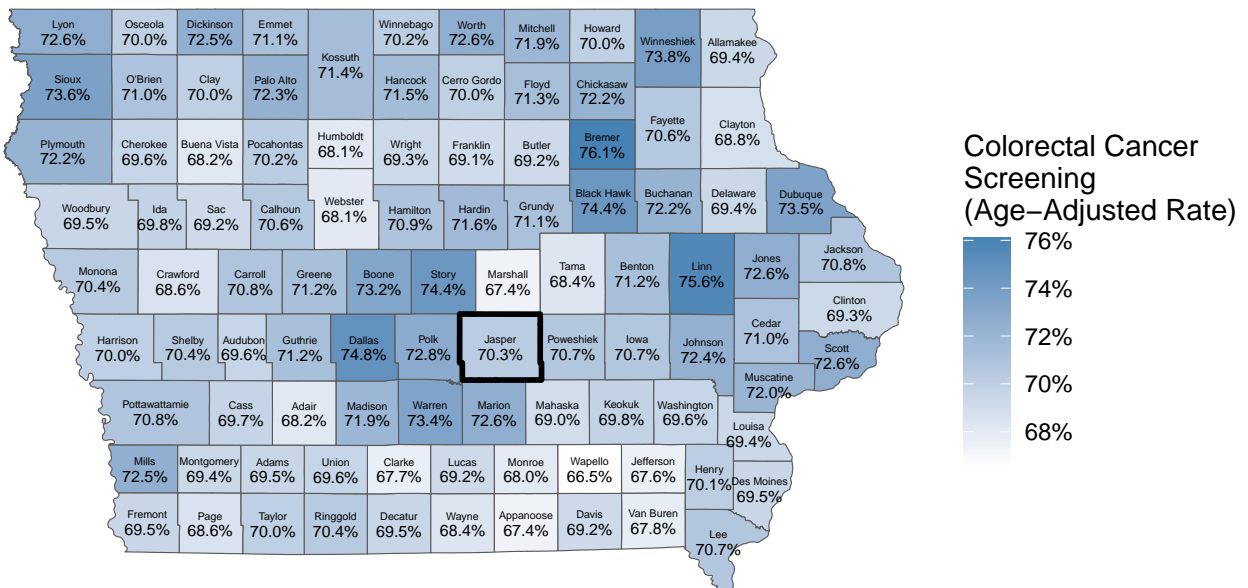 Lyon
72.6%
Osceola
70.0%
Dickinson
72.5%
Emmet
71.1%
Kossuth
71.4%
Winnebago
70.2%
Worth
72.6%
Mitchell
71.9%
Howard
70.0%
Winneshiek
73.8%
Allamakee
69.4%
Sioux
73.6%
O'Brien
71.0%
Clay
70.0%
Palo Alto
72.3%
Hancock
71.5%
Cerro Gordo
70.0%
Floyd
71.3%
Chickasaw
72.2%
Fayette
70.6%
Clayton
68.8%
Plymouth
72.2%
Cherokee
69.6%
Buena Vista
68.2%
Pocahontas
70.2%
Humboldt
68.1%
Wright
69.3%
Franklin
69.1%
Butler
69.2%
Bremer
76.1%
Woodbury
69.5%
Ida
69.8%
Sac
69.2%
Calhoun
70.6%
Webster
68.1%
Hamilton
70.9%
Hardin
71.6%
Grundy
71.1%
Black Hawk
74.4%
Buchanan
72.2%
Delaware
69.4%
Dubuque
73.5%
Monona
70.4%
Crawford
68.6%
Carroll
70.8%
Greene
71.2%
Boone
73.2%
Story
74.4%
Marshall
67.4%
Tama
68.4%
Benton
71.2%
Linn
75.6%
Jones
72.6%
Jackson
70.8%
Clinton
69.3%
Harrison
70.0%
Shelby
70.4%
Audubon
69.6%
Guthrie
71.2%
Dallas
74.8%
Polk
72.8%
Jasper
70.3%
Poweshiek
70.7%
Iowa
70.7%
Johnson
72.4%
Cedar
71.0%
Scott
72.6%
Muscatine
72.0%
Pottawattamie
70.8%
Cass
69.7%
Adair
68.2%
Madison
71.9%
Warren
73.4%
Marion
72.6%
Mahaska
69.0%
Keokuk
69.8%
Washington
69.6%
Louisa
69.4%
Mills
72.5%
Montgomery
69.4%
Adams
69.5%
Union
69.6%
Clarke
67.7%
Lucas
69.2%
Monroe
68.0%
Wapello
66.5%
Jefferson
67.6%
Henry
70.1%
Des Moines
69.5%
Fremont
69.5%
Page
68.6%
Taylor
70.0%
Ringgold
70.4%
Decatur
69.5%
Wayne
68.4%
Appanoose
67.4%
Davis
69.2%
Van Buren
67.8%
Lee
70.7%
Colorectal Cancer
Screening
(Age−Adjusted Rate)
76%
74%
72%
70%
68%